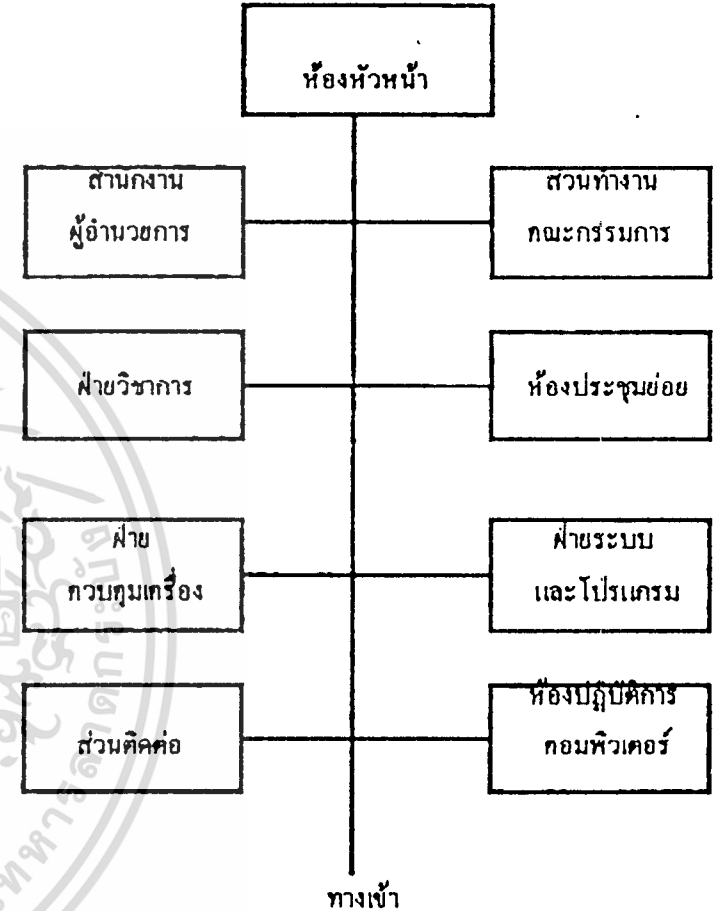 ห้องหัวหน้า
สำนักงาน
ผู้อำนวยการ
ส่วนทำงาน
คณะกรรมการ
ฝ่ายวิชาการ
ห้องประชุมย่อย
ฝ่าย
ควบคุมเครื่อง
ฝ่ายระบบ
และโปรแกรม
ส่วนติดต่อ
ห้องปฏิบัติการ
คอมพิวเตอร์
ทางเข้า